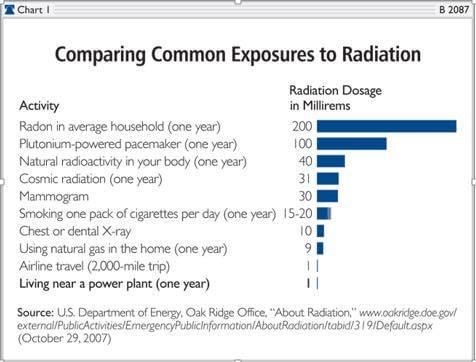 Chart 1
B 2087
Comparing Common Exposures to Radiation
Radiation Dosage
in Millirems
Activity
Radon in average household (one year) 200
Plutonium-powered pacemaker (one year) 100
Natural radioactivity in your body (one year) 40
Cosmic radiation (one year) 31
Mammogram 30
Smoking one pack of cigarettes per day (one year) 15-20
Chest or dental X-ray 10
Using natural gas in the home (one year) 9
Airline travel (2,000-mile trip) 1
Living near a power plant (one year) 1
Source: U.S. Department of Energy, Oak Ridge Office, “About Radiation,” www.oakridge.doe.gov/
external/PublicActivities/EmergencyPublicInformation/AboutRadiation/tabid/319/Default.aspx
(October 29, 2007)